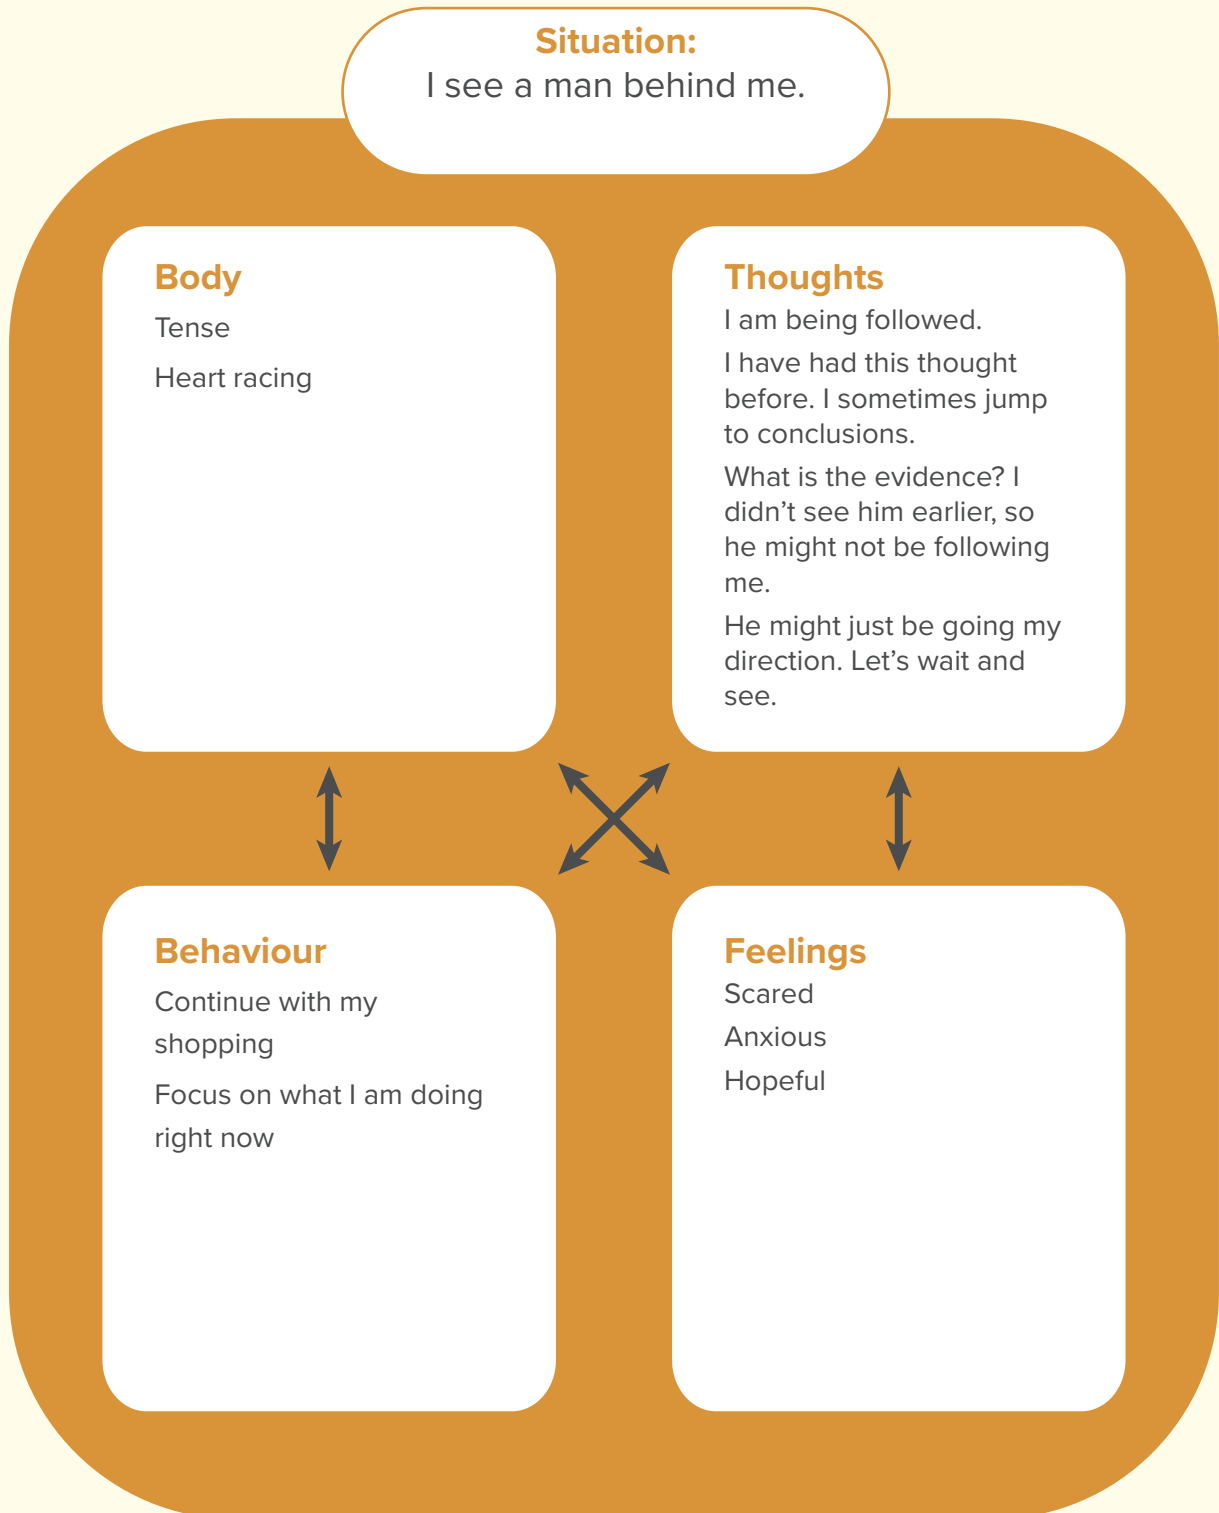 Situation:
I see a man behind me.
Body
Tense
Heart racing
Thoughts
I am being followed.
I have had this thought
before. I sometimes jump
to conclusions.
What is the evidence? I
didn’t see him earlier, so
he might not be following
me.
He might just be going my
direction. Let’s wait and
see.
Behaviour
Continue with my
shopping
Focus on what I am doing
right now
Feelings
Scared
Anxious
Hopeful